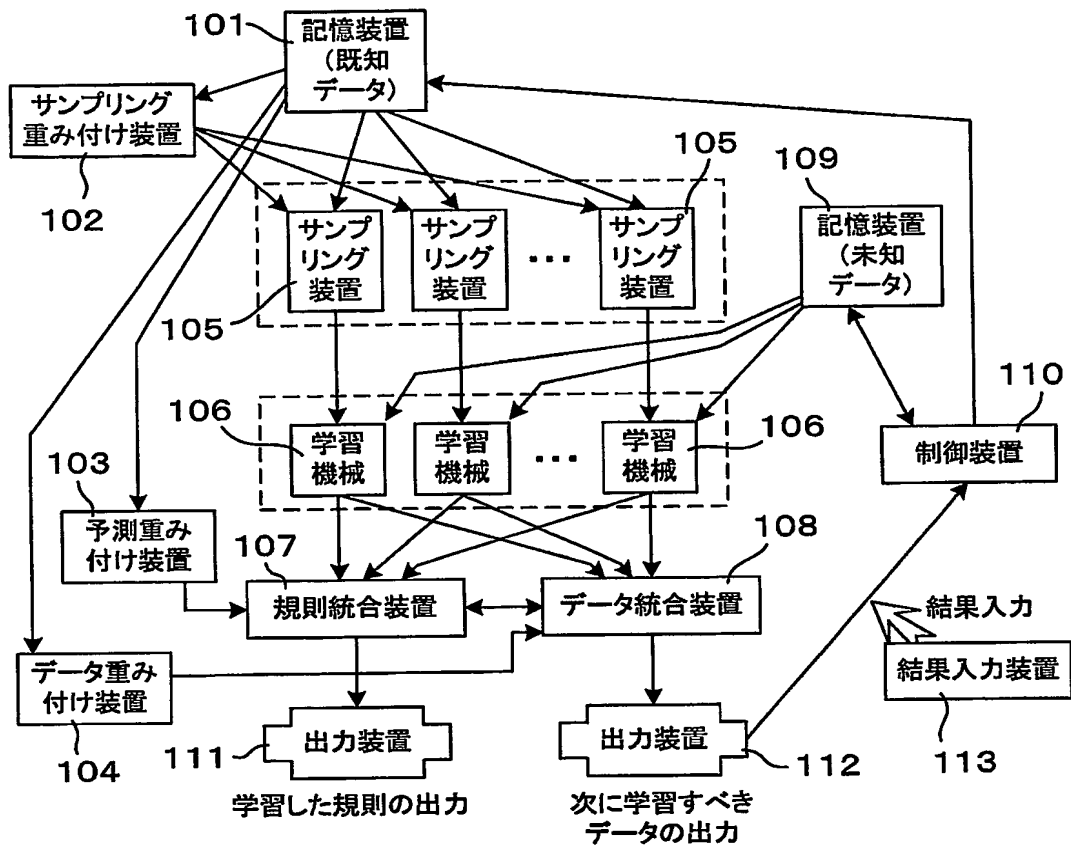 101
記憶装置
(既知
データ)
サンプリング
重み付け装置
102
105
109
記憶装置
(未知
データ)
サンプ
リング
装置
サンプ
リング
装置
...
サンプ
リング
装置
105
110
制御装置
106
学習
機械
学習
機械
...
学習
機械
106
103
予測重み
付け装置
107
規則統合装置
108
データ統合装置
結果入力
結果入力装置
113
データ重み
付け装置
104
111
出力装置
学習した規則の出力
出力装置
112
次に学習すべき
データの出力